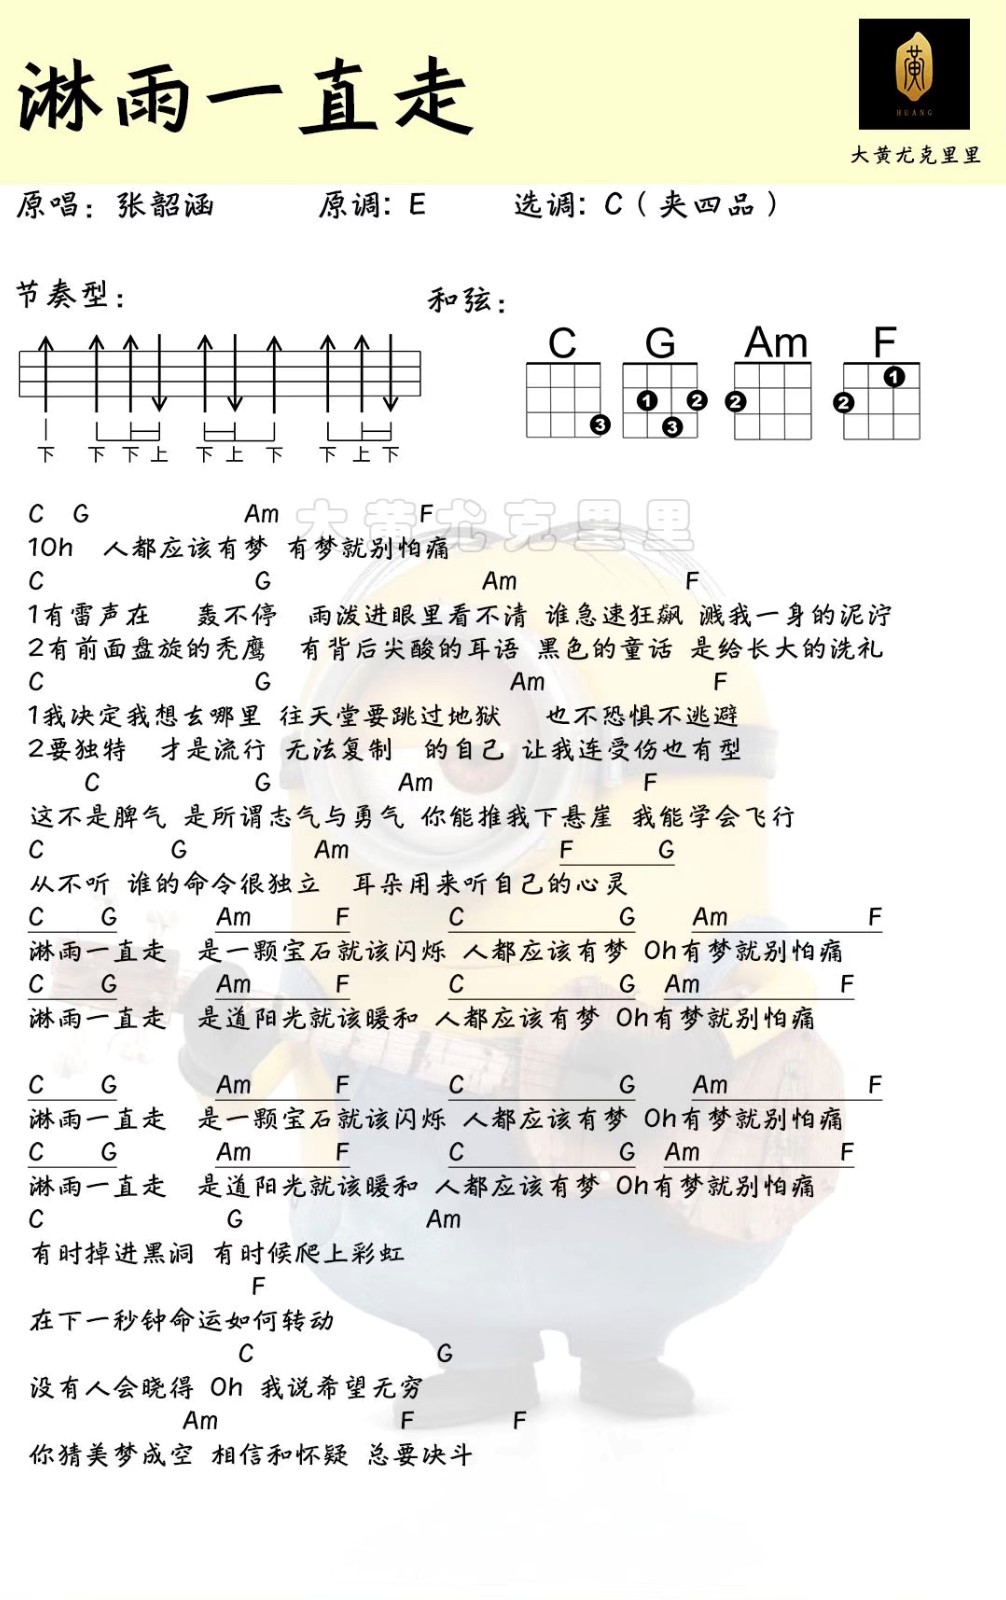 淋雨一直走
黄
HUANG
大黄尤克里里
原唱：张韶涵 原调：E 选调：C（夹四品）
节奏型： 和弦：
C G Am F
1 2 3 1 2 3 2 1 2
下 下 下 上 下 上 下 下 上 下
大黄尤克里里
C G Am F
1Oh 人都应该有梦 有梦就别怕痛
C G Am F
1有雷声在 轰不停 雨泼进眼里看不清 谁急速狂飙 溅我一身的泥泞
2有前面盘旋的秃鹰 有背后尖酸的耳语 黑色的童话 是给长大的洗礼
C G Am F
1我决定我想去哪里 往天堂要跳过地狱 也不恐惧不逃避
2要独特 才是流行 无法复制 的自己 让我连受伤也有型
C G Am F
这不是脾气 是所谓志气与勇气 你能推我下悬崖 我能学会飞行
C G Am F G
从不听 谁的命令很独立 耳朵用来听自己的心灵
C G Am F C G Am F
淋雨一直走 是一颗宝石就该闪烁 人都应该有梦 Oh有梦就别怕痛
C G Am F C G Am F
淋雨一直走 是道阳光就该暖和 人都应该有梦 Oh有梦就别怕痛
C G Am F C G Am F
淋雨一直走 是一颗宝石就该闪烁 人都应该有梦 Oh有梦就别怕痛
C G Am F C G Am F
淋雨一直走 是道阳光就该暖和 人都应该有梦 Oh有梦就别怕痛
C G Am
有时掉进黑洞 有时候爬上彩虹
F
在下一秒钟命运如何转动
C G
没有人会晓得 Oh 我说希望无穷
Am F F
你猜美梦成空 相信和怀疑 总要决斗